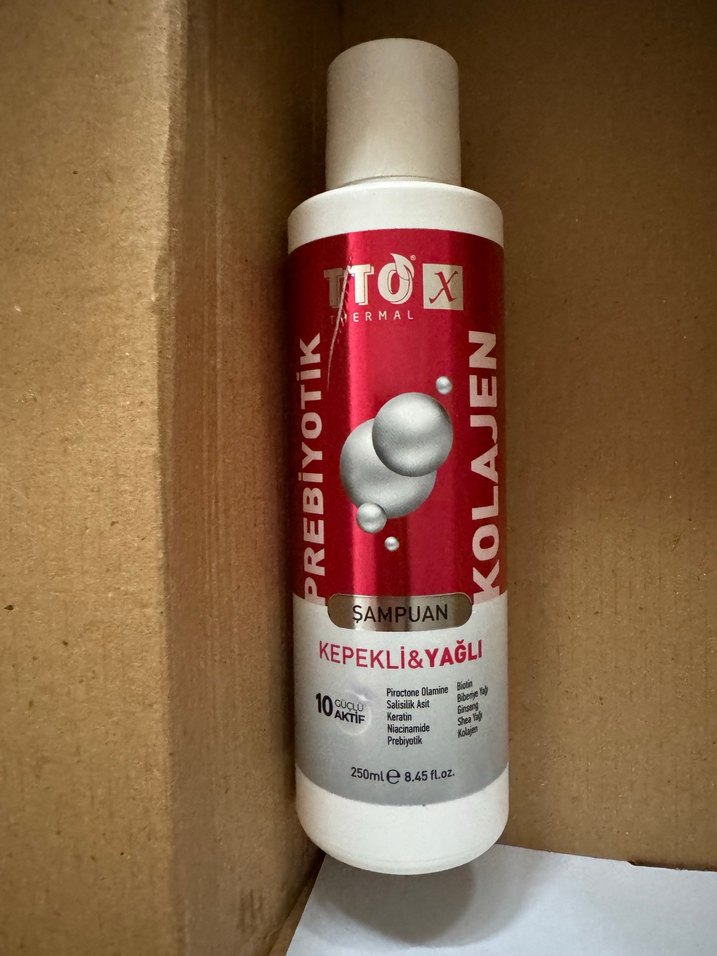 TTO® X
THERMAL
PREBİYOTİK
KOLAJEN
ŞAMPUAN
KEPEKLİ&YAĞLI
10 GÜÇLÜ AKTİF
Piroctone Olamine
Salisilik Asit
Keratin
Niacinamide
Prebiyotik
Biotin
Biberiye Yağı
Ginseng
Shea Yağı
Kolajen
250ml ℮ 8.45 fl.oz.